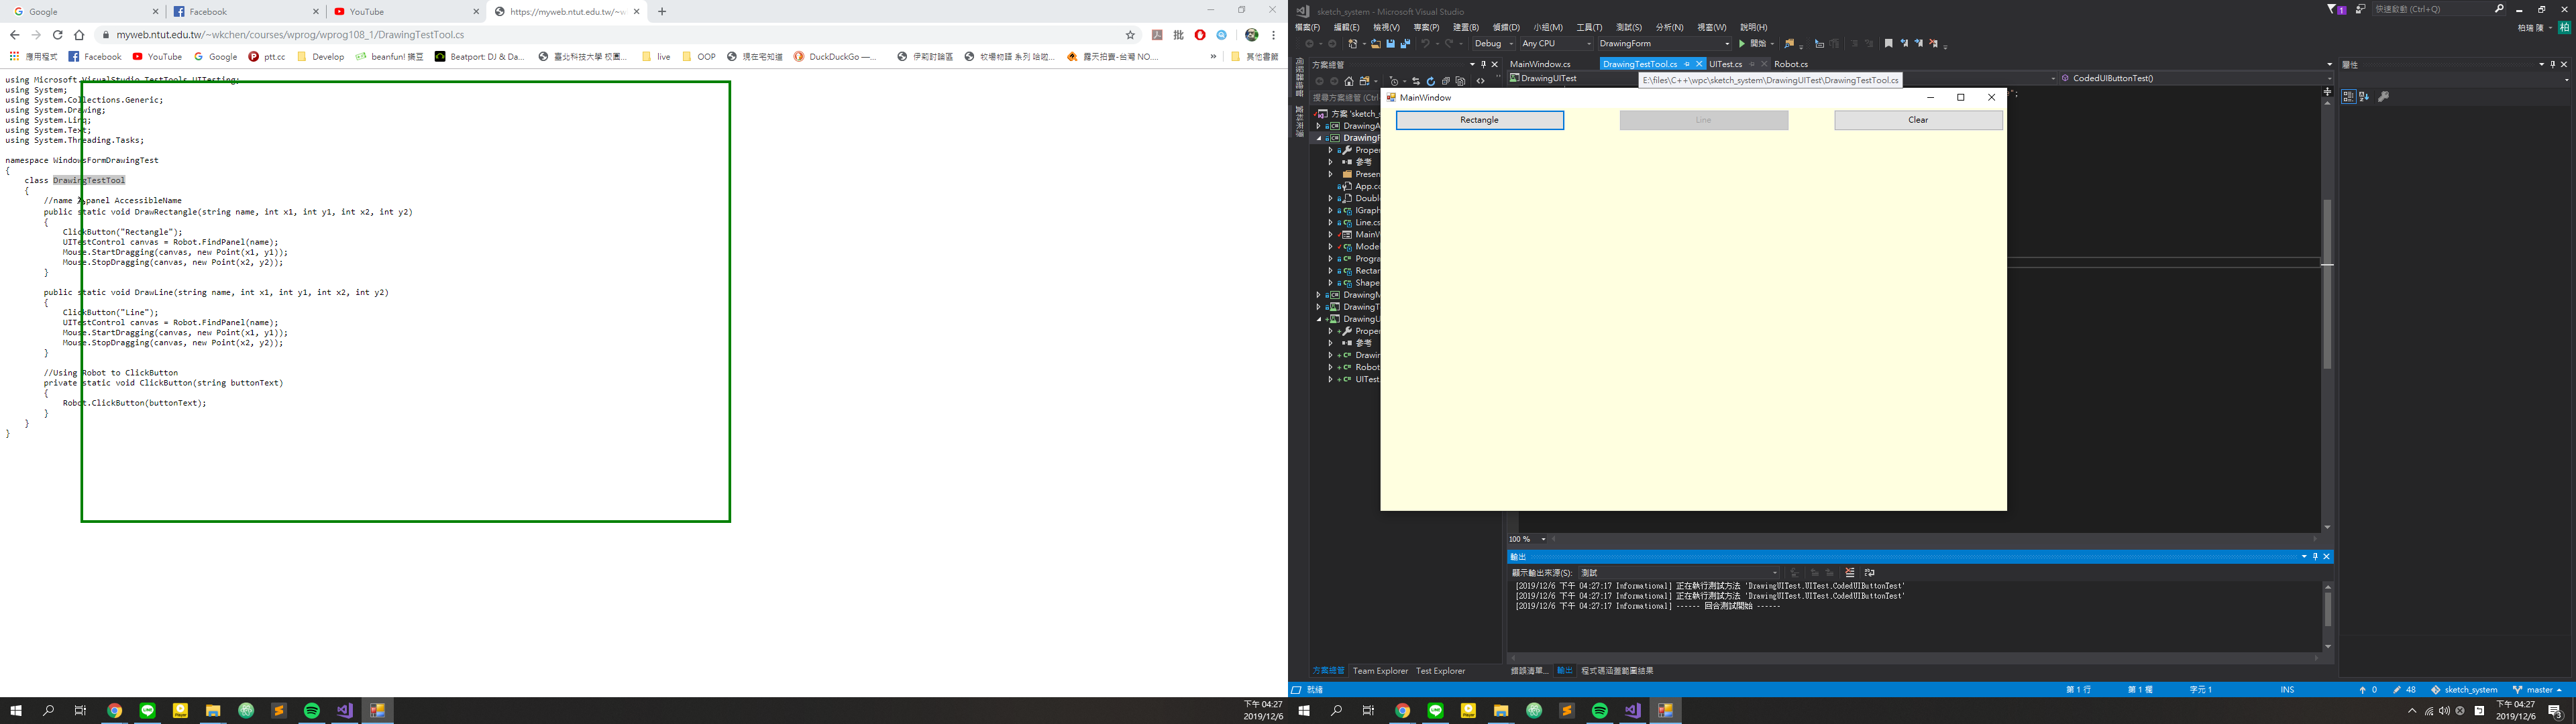 Google
Facebook
YouTube
https://myweb.ntut.edu.tw/~w
myweb.ntut.edu.tw/~wkchen/courses/wprog/wprog108_1/DrawingTestTool.cs
應用程式
Facebook
YouTube
Google
ptt.cc
Develop
beanfun! 樂豆
Beatport: DJ & Da...
臺北科技大學 校園...
live
OOP
現在宅知道
DuckDuckGo —...
伊莉討論區
牧場物語 系列 哈啦...
露天拍賣-台灣 NO....
»
其他書籤
using Microsoft.VisualStudio.TestTools.UITesting;
using System;
using System.Collections.Generic;
using System.Drawing;
using System.Linq;
using System.Text;
using System.Threading.Tasks;
namespace WindowsFormDrawingTest
{
class DrawingTestTool
{
//name panel AccessibleName
public static void DrawRectangle(string name, int x1, int y1, int x2, int y2)
{
ClickButton("Rectangle");
UITestControl canvas = Robot.FindPanel(name);
Mouse.StartDragging(canvas, new Point(x1, y1));
Mouse.StopDragging(canvas, new Point(x2, y2));
}
public static void DrawLine(string name, int x1, int y1, int x2, int y2)
{
ClickButton("Line");
UITestControl canvas = Robot.FindPanel(name);
Mouse.StartDragging(canvas, new Point(x1, y1));
Mouse.StopDragging(canvas, new Point(x2, y2));
}
//Using Robot to ClickButton
private static void ClickButton(string buttonText)
{
Robot.ClickButton(buttonText);
}
}
}
下午 04:27
2019/12/6
sketch_system - Microsoft Visual Studio
1
快速啟動 (Ctrl+Q)
檔案(F)
編輯(E)
檢視(V)
專案(P)
建置(B)
偵錯(D)
小組(M)
工具(T)
測試(S)
分析(N)
視窗(W)
說明(H)
柏瑞 陳
柏
Debug
Any CPU
DrawingForm
開始
方案總管
搜尋方案總管 (Ctrl
方案 'sketch_s
DrawingA
DrawingF
Proper
參考
Presen
App.co
Double
IGraph
Line.cs
MainW
Model
Progra
Rectan
Shape
DrawingM
DrawingT
DrawingU
Proper
參考
Drawin
Robot
UITest
MainWindow.cs
DrawingTestTool.cs
UITest.cs
Robot.cs
DrawingUITest
CodedUIButtonTest()
E:\files\C++\wpc\sketch_system\DrawingUITest\DrawingTestTool.cs
";
MainWindow
Rectangle
Line
Clear
屬性
100 %
輸出
顯示輸出來源(S):
測試
[2019/12/6 下午 04:27:17 Informational] 正在執行測試方法 'DrawingUITest.UITest.CodedUIButtonTest'
[2019/12/6 下午 04:27:17 Informational] 正在執行測試方法 'DrawingUITest.UITest.CodedUIButtonTest'
[2019/12/6 下午 04:27:17 Informational] ------ 回合測試開始 ------
方案總管
Team Explorer
Test Explorer
錯誤清單...
輸出
程式碼涵蓋範圍結果
就緒
第 1 行
第 1 欄
字元 1
INS
0
48
sketch_system
master
下午 04:27
2019/12/6
3